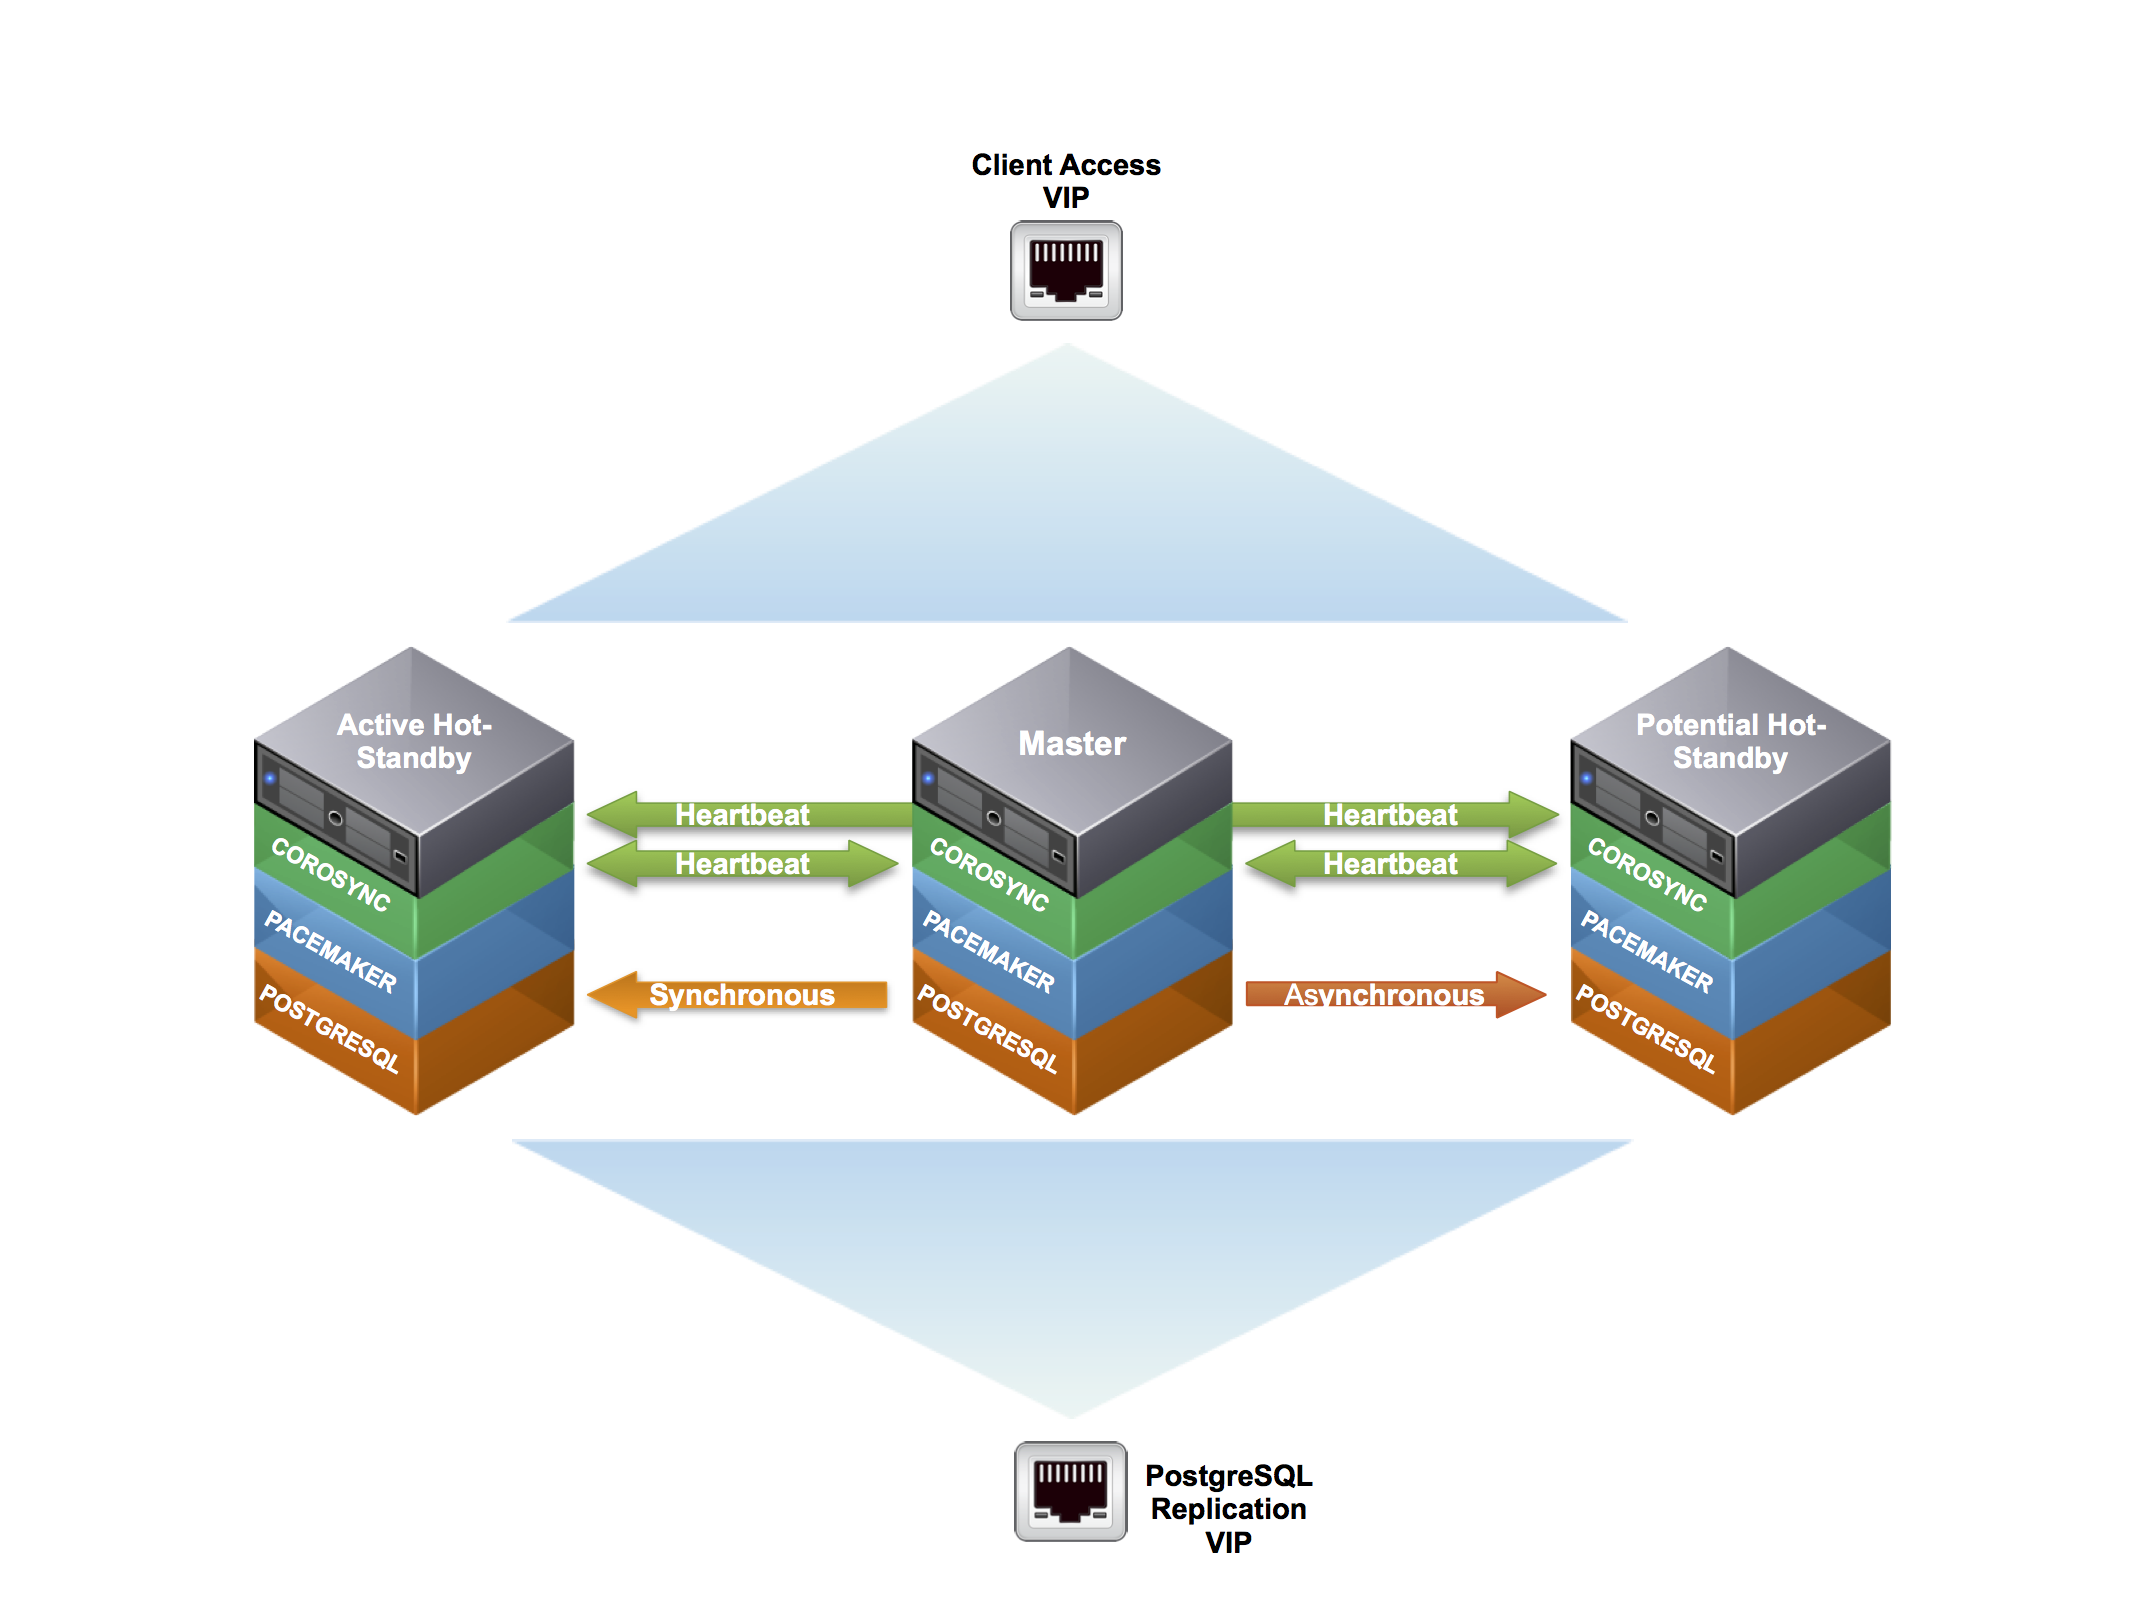 Client Access
VIP
Active Hot-
Standby
Master
Potential Hot-
Standby
Heartbeat
Heartbeat
Heartbeat
Heartbeat
COROSYNC
COROSYNC
COROSYNC
PACEMAKER
PACEMAKER
PACEMAKER
Synchronous
Asynchronous
POSTGRESQL
POSTGRESQL
POSTGRESQL
PostgreSQL
Replication
VIP